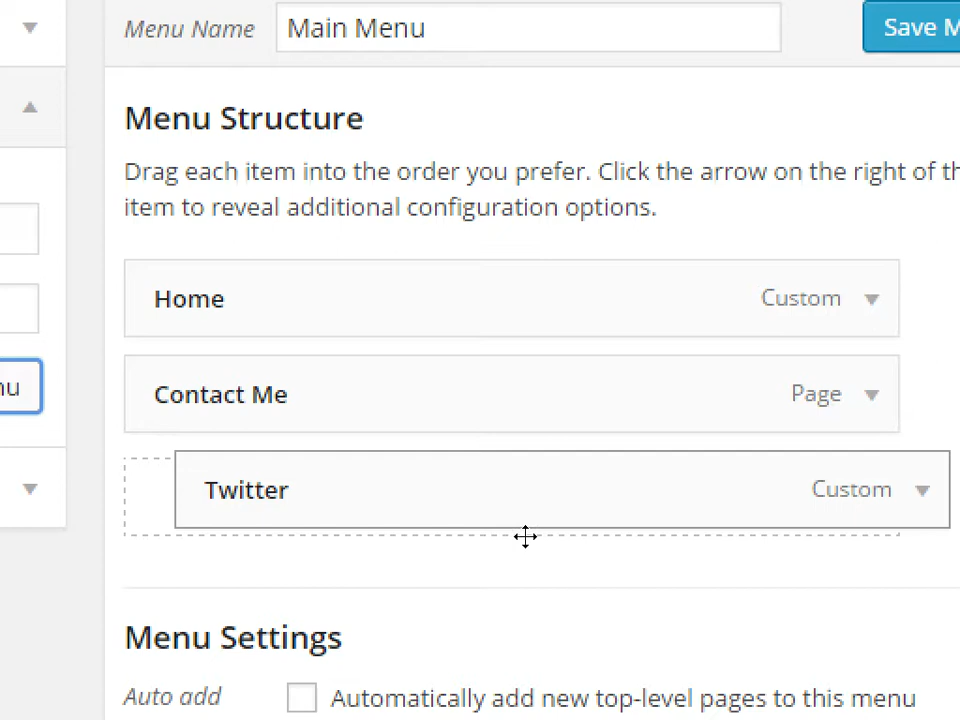 Menu Name Main Menu Save
Menu Structure
Drag each item into the order you prefer. Click the arrow on the right of
item to reveal additional configuration options.
Home Custom
Contact Me Page
Twitter Custom
Menu Settings
Auto add Automatically add new top-level pages to this menu